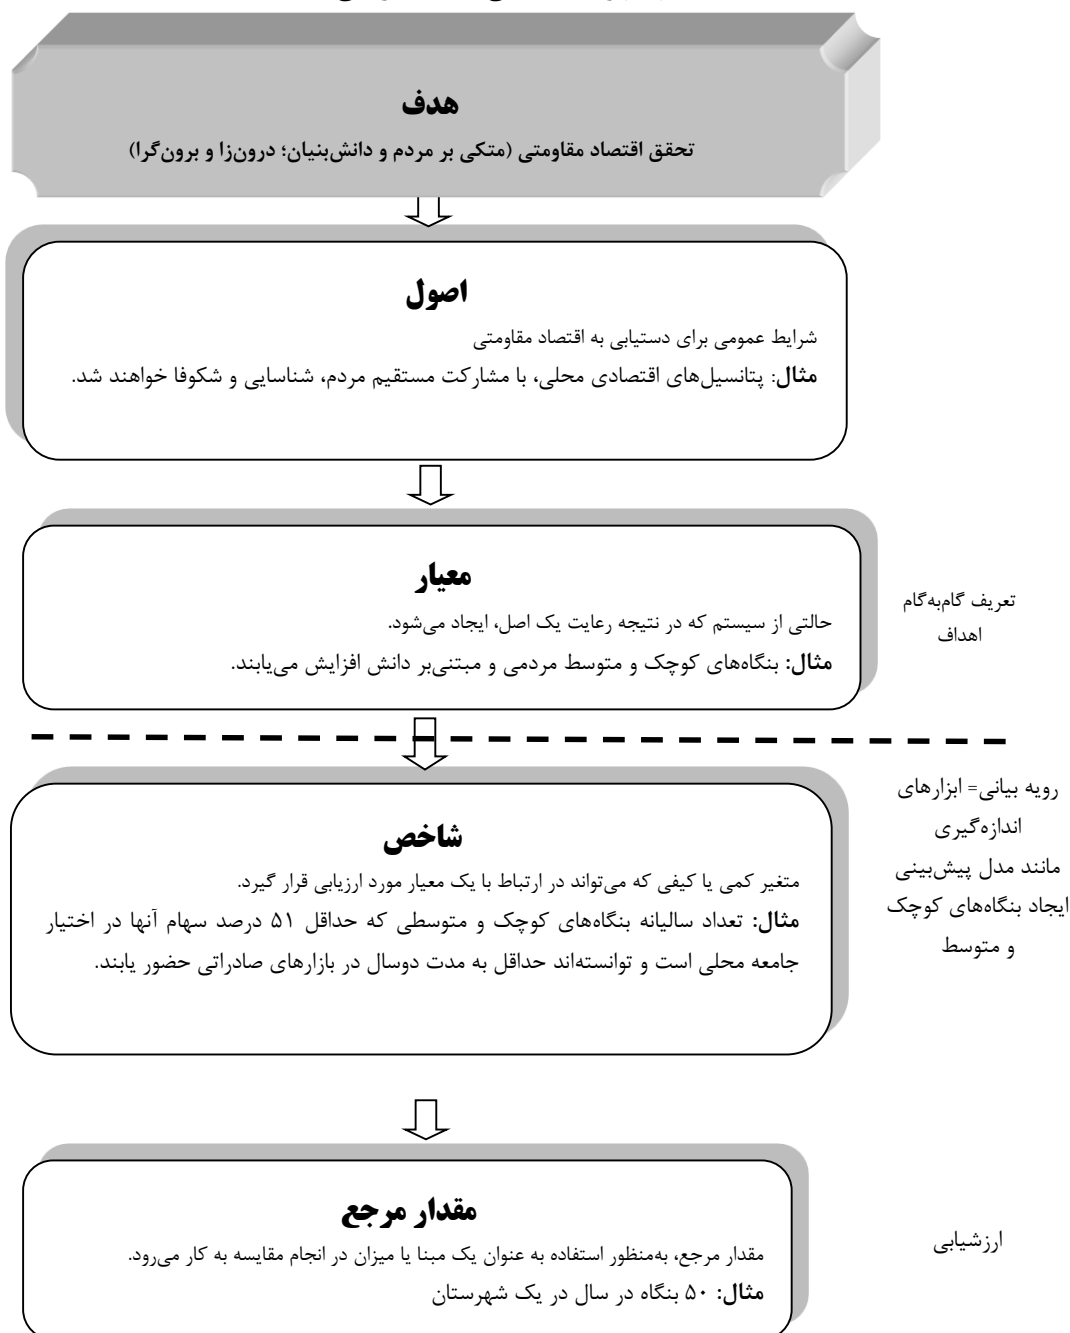 هدف
تحقق اقتصاد مقاومتی (متکی بر مردم و دانش‌بنیان؛ درون‌زا و برون‌گرا)
اصول
شرایط عمومی برای دستیابی به اقتصاد مقاومتی
مثال: پتانسیل‌های اقتصادی محلی، با مشارکت مستقیم مردم، شناسایی و شکوفا خواهند شد.
معیار
حالتی از سیستم که در نتیجه رعایت یک اصل، ایجاد می‌شود.
مثال: بنگاه‌های کوچک و متوسط مردمی و مبتنی‌بر دانش افزایش می‌یابند.
تعریف گام‌به‌گام
اهداف
شاخص
متغیر کمی یا کیفی که می‌تواند در ارتباط با یک معیار مورد ارزیابی قرار گیرد.
مثال: تعداد سالیانه بنگاه‌های کوچک و متوسطی که حداقل ۵۱ درصد سهام آنها در اختیار
جامعه محلی است و توانسته‌اند حداقل به مدت دوسال در بازارهای صادراتی حضور یابند.
رویه بیانی= ابزارهای
اندازه‌گیری
مانند مدل پیش‌بینی
ایجاد بنگاه‌های کوچک
و متوسط
مقدار مرجع
مقدار مرجع، به‌منظور استفاده به عنوان یک مبنا یا میزان در انجام مقایسه به کار می‌رود.
مثال: ۵۰ بنگاه در سال در یک شهرستان
ارزشیابی